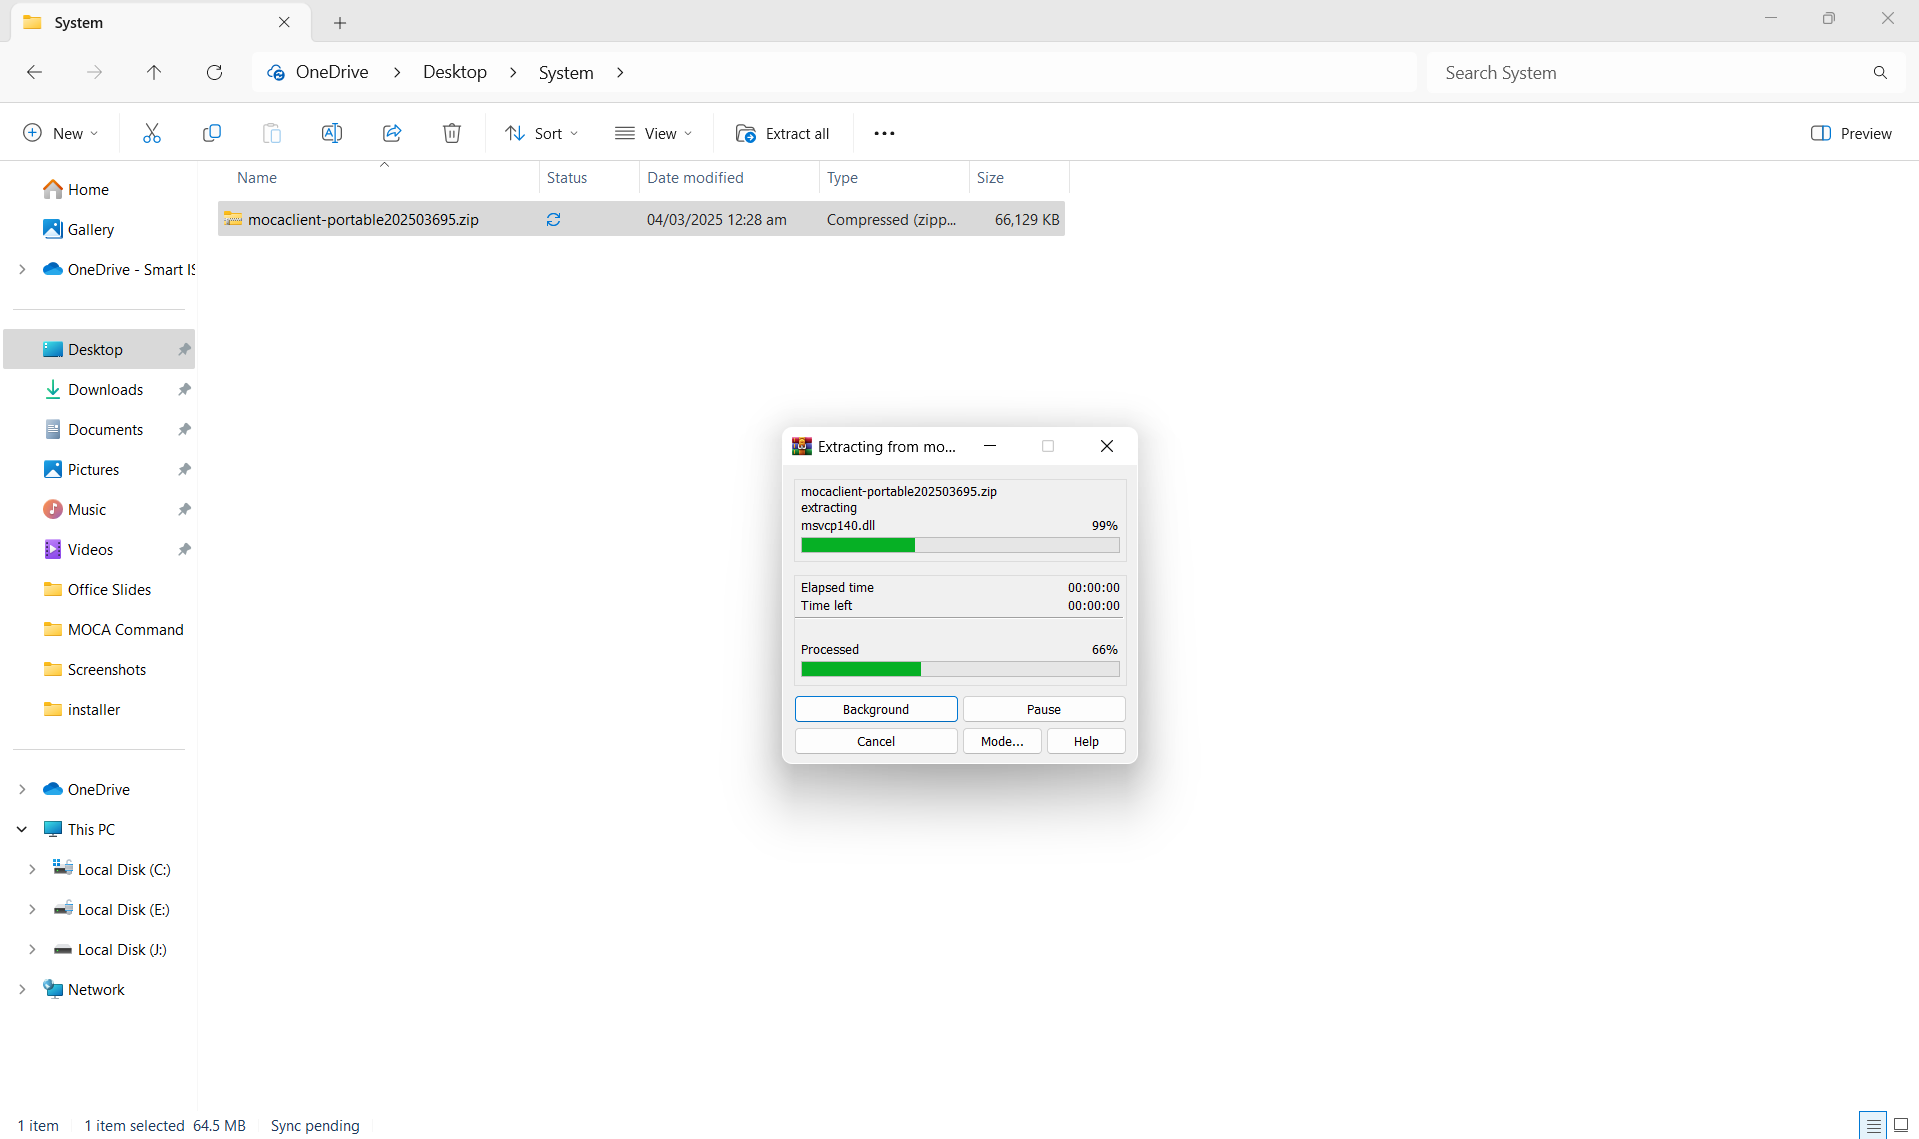 System
OneDrive > Desktop > System >
Search System
New
Sort
View
Extract all
Preview
Name
Status
Date modified
Type
Size
mocaclient-portable202503695.zip
04/03/2025 12:28 am
Compressed (zipp...
66,129 KB
Home
Gallery
OneDrive - Smart IS
Desktop
Downloads
Documents
Pictures
Music
Videos
Office Slides
MOCA Command
Screenshots
installer
OneDrive
This PC
Local Disk (C:)
Local Disk (E:)
Local Disk (J:)
Network
Extracting from mo...
mocaclient-portable202503695.zip
extracting
msvcp140.dll 99%
Elapsed time 00:00:00
Time left 00:00:00
Processed 66%
Background
Pause
Cancel
Mode...
Help
1 item
1 item selected 64.5 MB
Sync pending